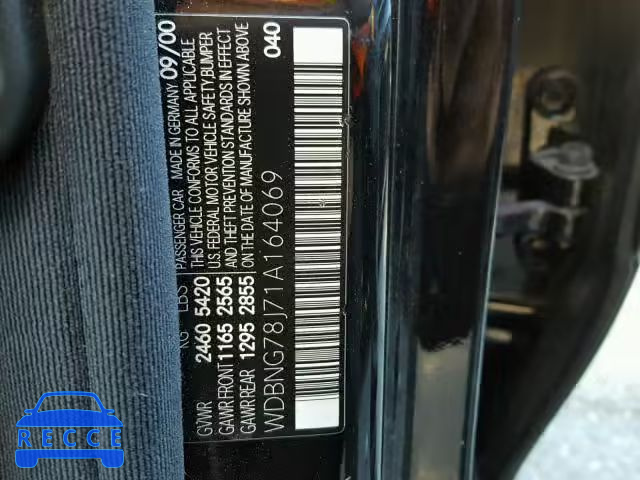 PASSENGER CAR MADE IN GERMANY 09/00
THIS VEHICLE CONFORMS TO ALL APPLICABLE
U.S. FEDERAL MOTOR VEHICLE SAFETY,BUMPER
AND THEFT PREVENTION STANDARDS IN EFFECT
ON THE DATE OF MANUFACTURE SHOWN ABOVE
KG LBS
GVWR 2460 5420
GAWR FRONT 1165 2565
GAWR REAR 1295 2855
040
WDBNG78J71A164069
RECCE